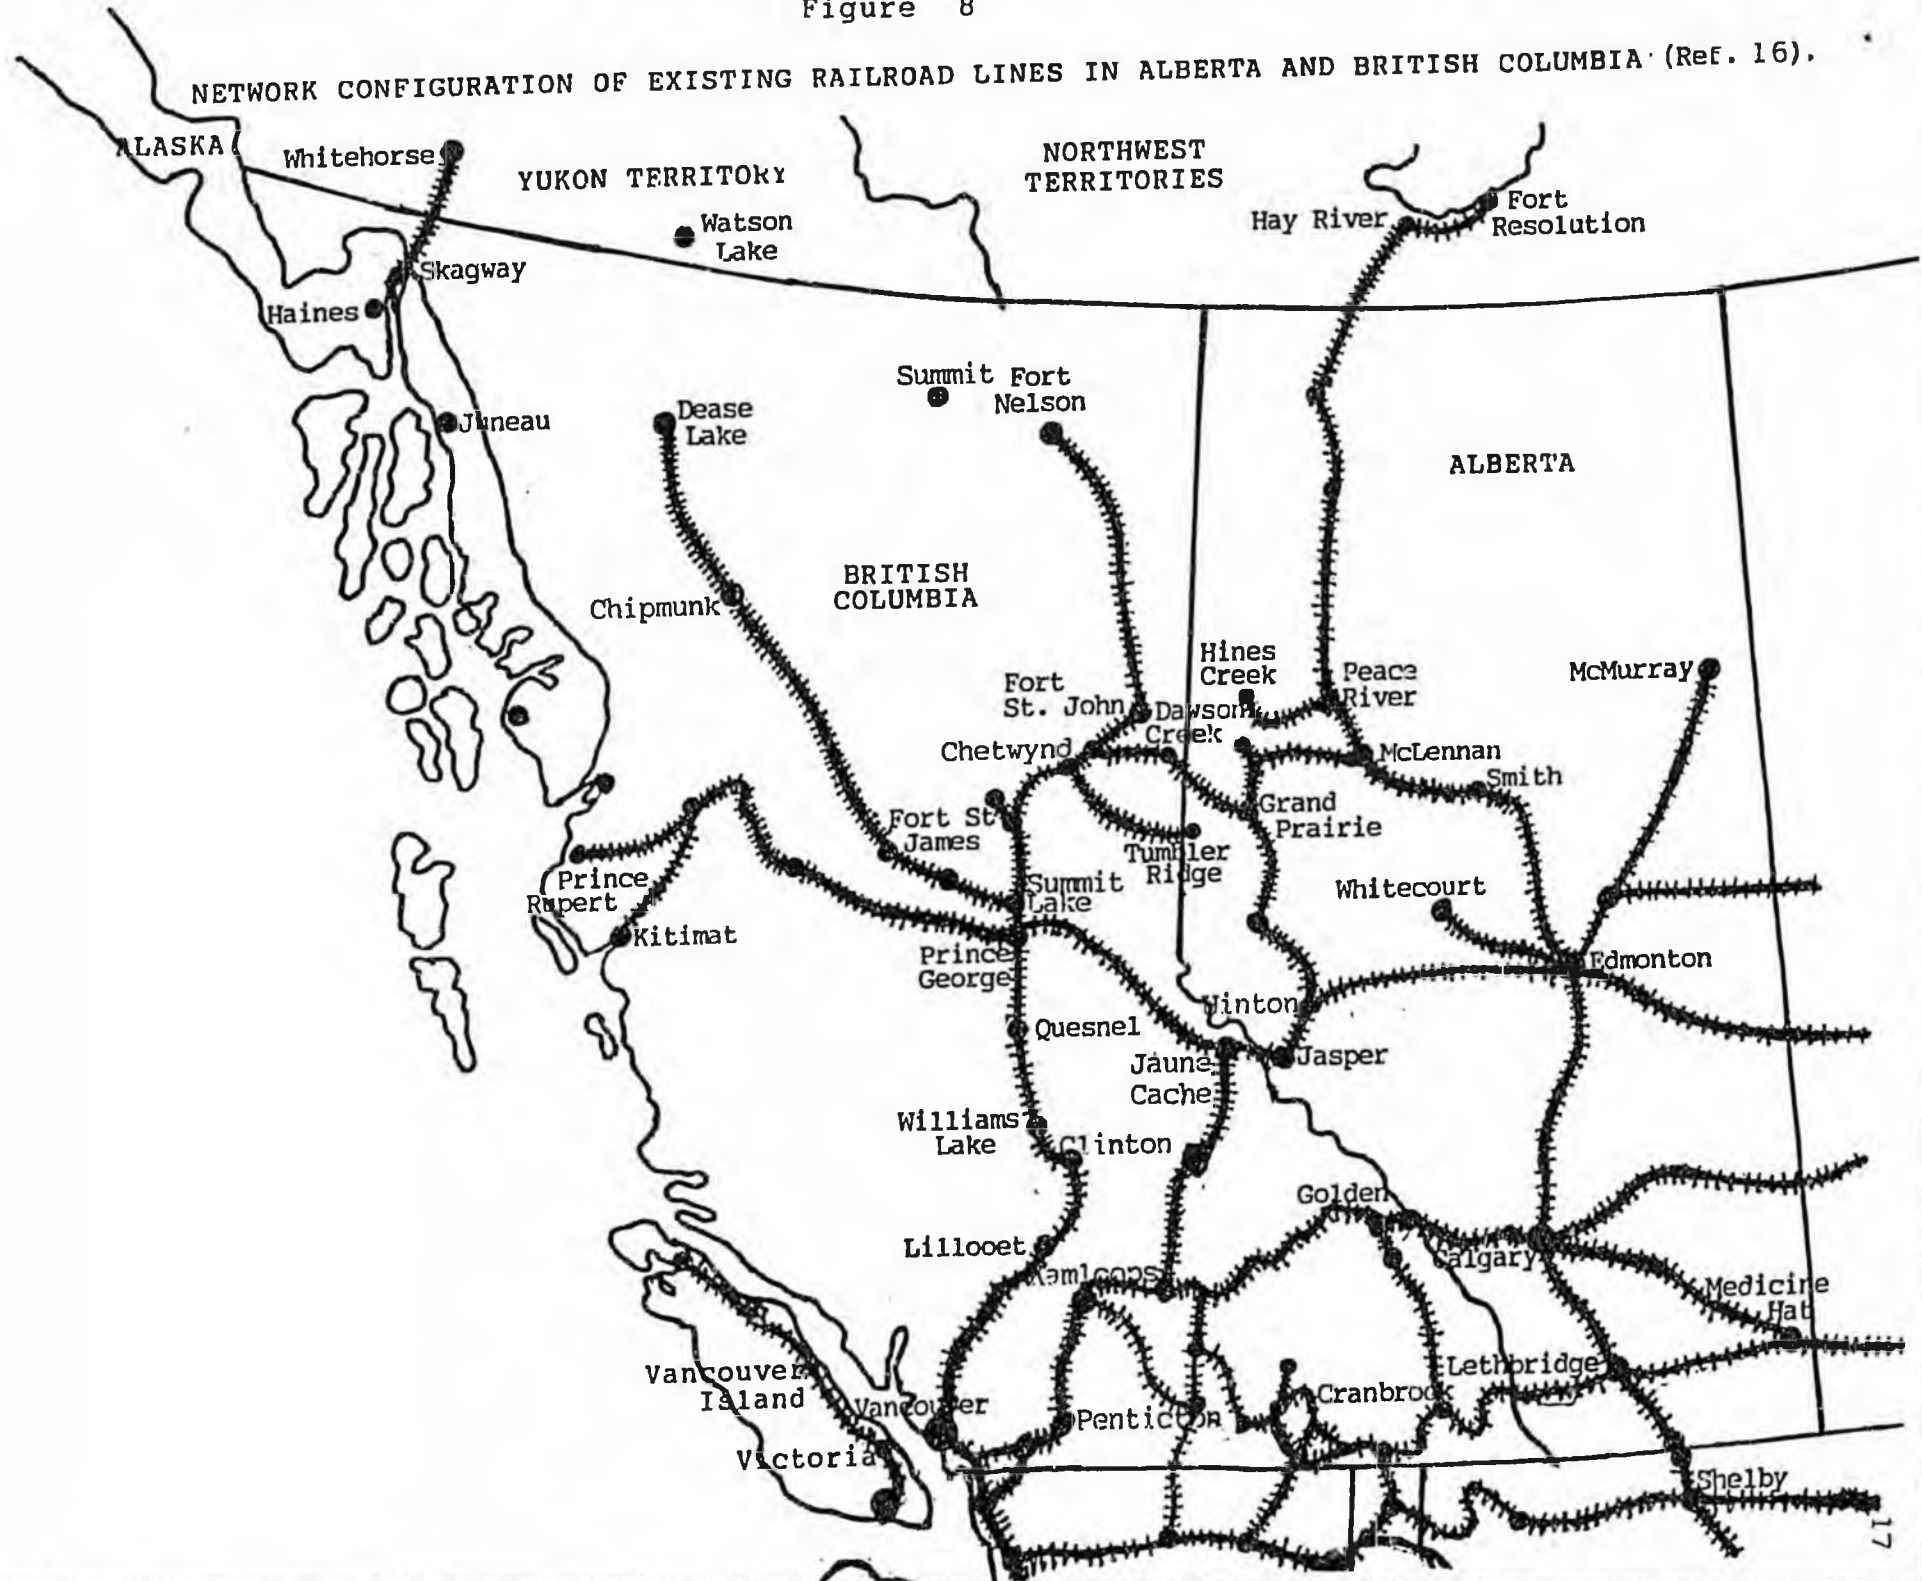 Figure 8
NETWORK CONFIGURATION OF EXISTING RAILROAD LINES IN ALBERTA AND BRITISH COLUMBIA (Ref. 16).
ALASKA
Whitehorse
YUKON TERRITORY
NORTHWEST
TERRITORIES
Watson
Lake
Hay River
Fort
Resolution
Skagway
Haines
Juneau
Dease
Lake
Summit
Fort
Nelson
ALBERTA
BRITISH
COLUMBIA
Chipmunk
Hines
Creek
Peace
River
McMurray
Fort
St. John
Dawson
Creek
Chetwynd
McLennan
Smith
Grand
Prairie
Fort St
James
Tumbler
Ridge
Whitecourt
Summit
Lake
Prince
Rupert
Kitimat
Prince
George
Edmonton
Hinton
Quesnel
Jaune
Cache
Jasper
Williams
Lake
Clinton
Golden
Lillooet
Kamloops
Calgary
Medicine
Hat
Vancouver
Island
Vancouver
Penticton
Cranbrook
Lethbridge
Victoria
Shelby
17